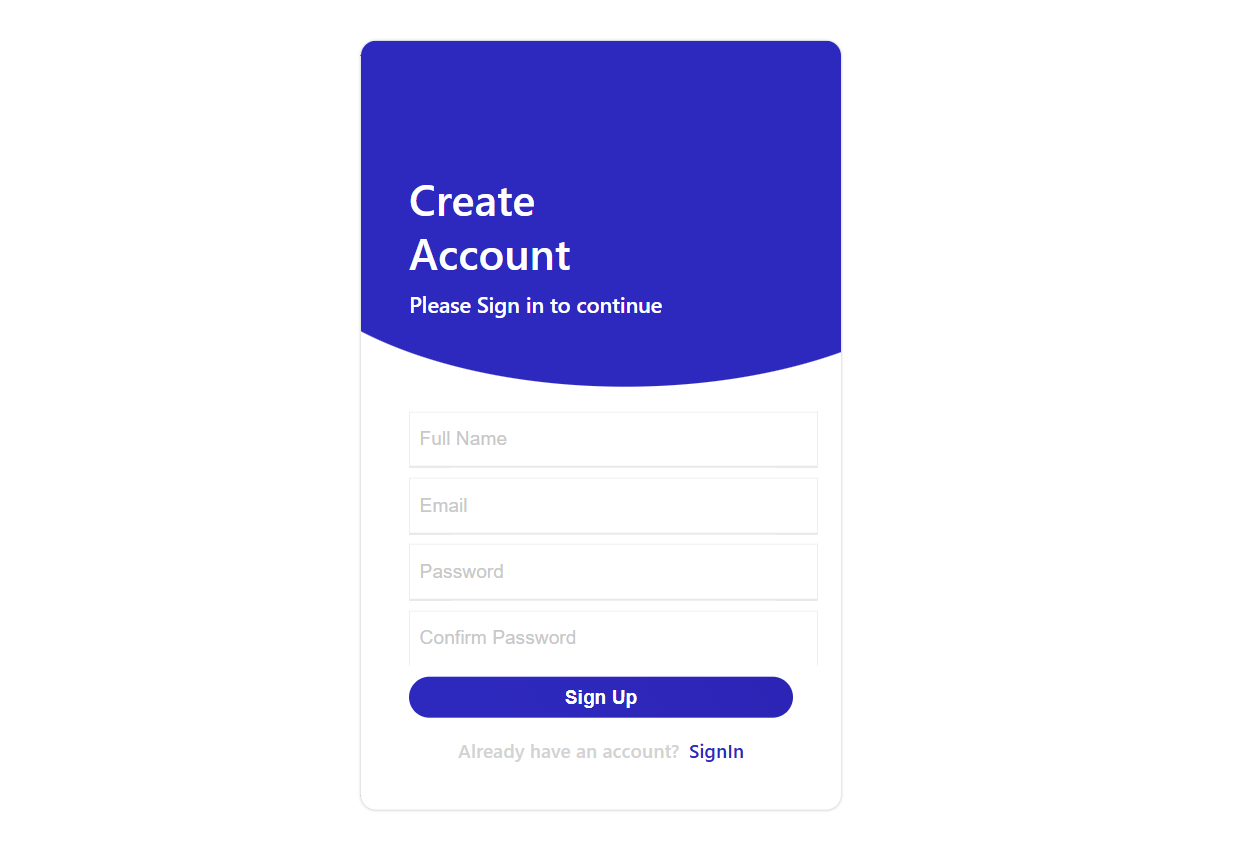 Create
Account
Please Sign in to continue
Full Name
Email
Password
Confirm Password
Sign Up
Already have an account? SignIn